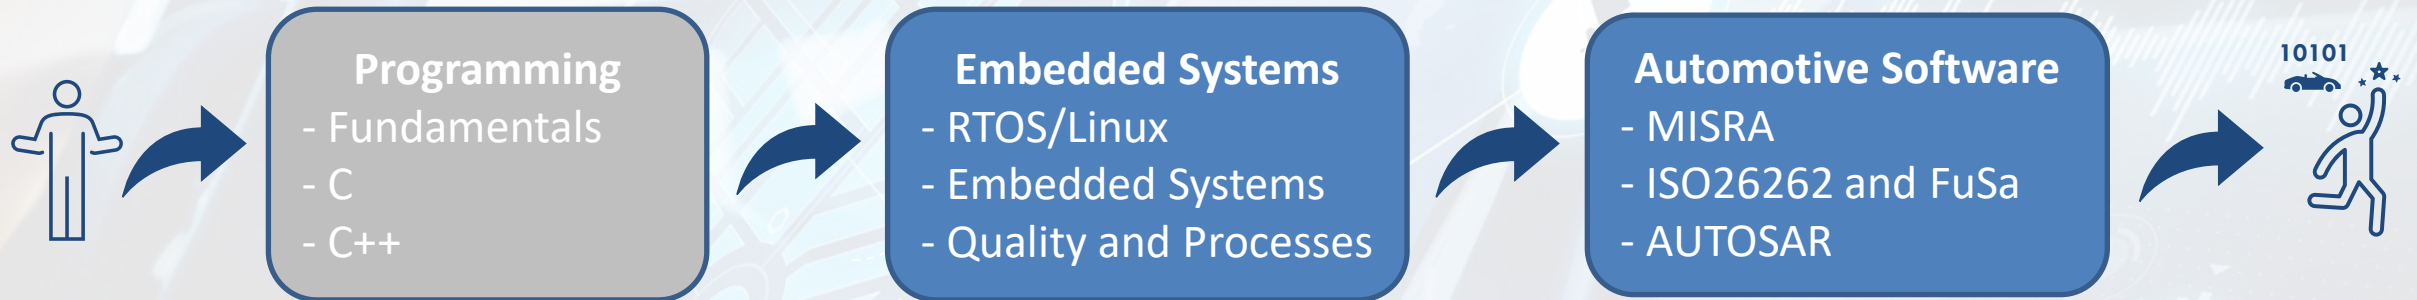 Programming
- Fundamentals
- C
- C++
Embedded Systems
- RTOS/Linux
- Embedded Systems
- Quality and Processes
Automotive Software
- MISRA
- ISO26262 and FuSa
- AUTOSAR
10101